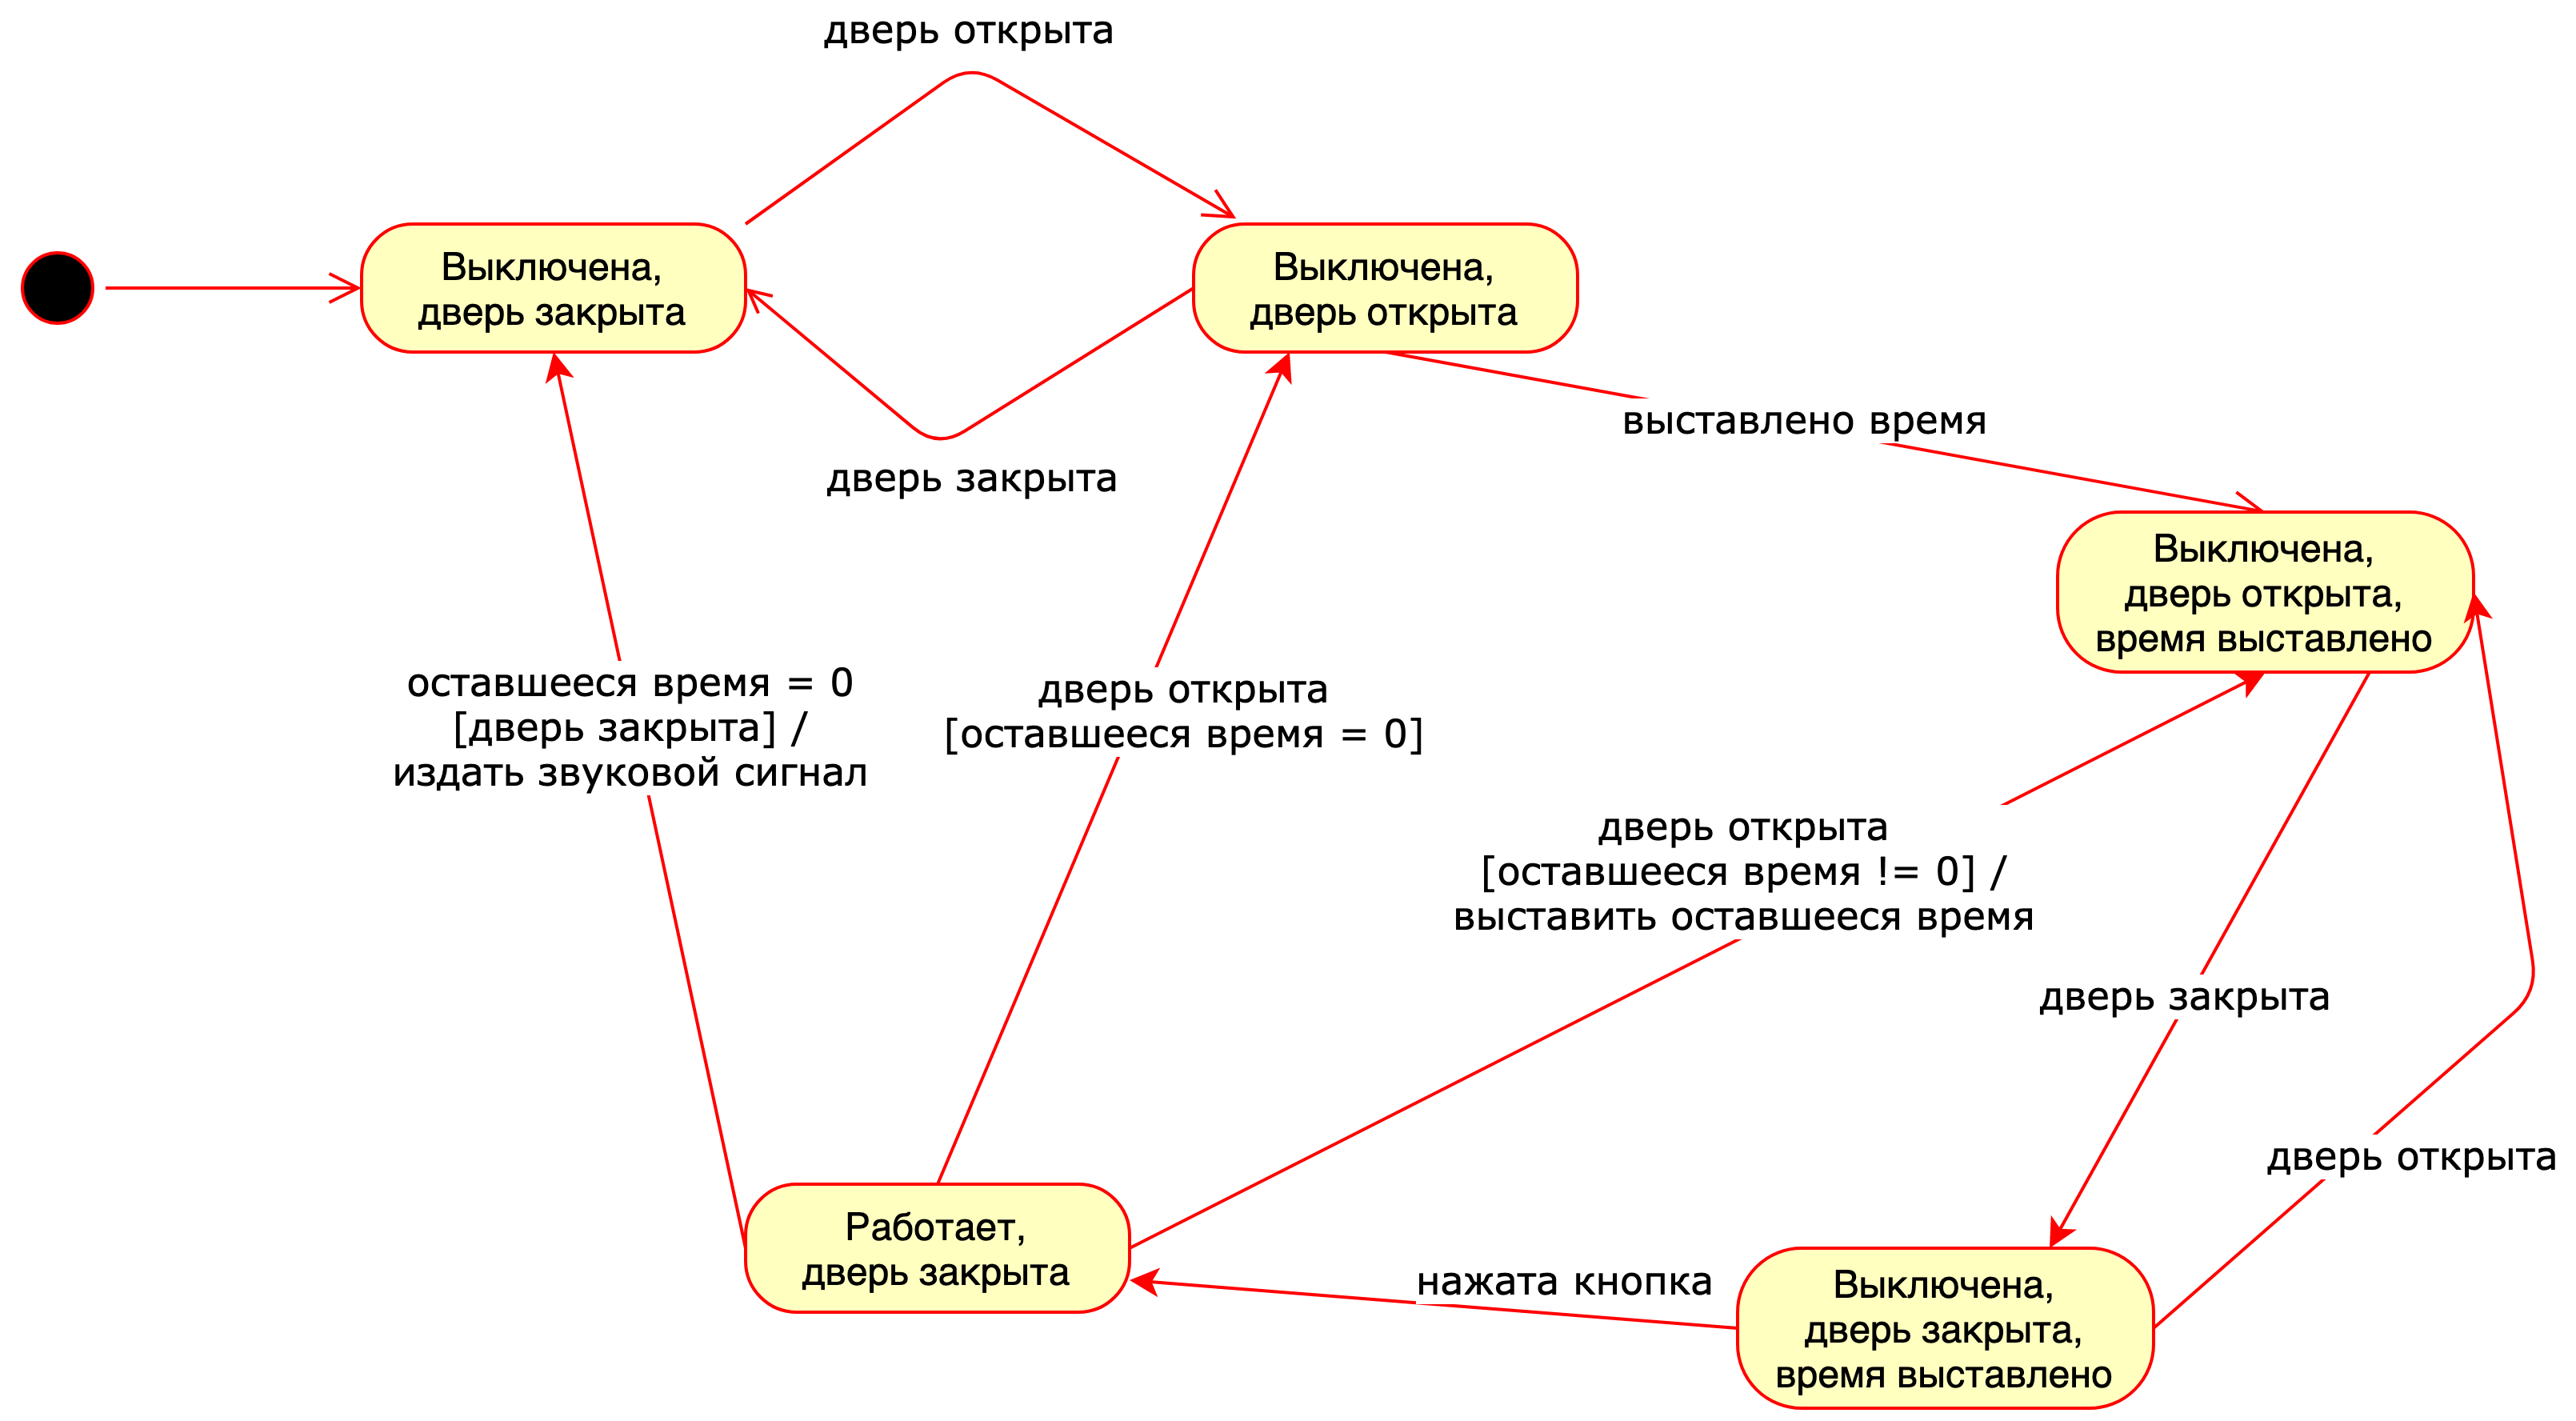 дверь открыта
Выключена,
дверь закрыта
Выключена,
дверь открыта
выставлено время
дверь закрыта
Выключена,
дверь открыта,
время выставлено
оставшееся время = 0
[дверь закрыта] /
издать звуковой сигнал
дверь открыта
[оставшееся время = 0]
дверь открыта
[оставшееся время != 0] /
выставить оставшееся время
дверь закрыта
дверь открыта
Работает,
дверь закрыта
нажата кнопка
Выключена,
дверь закрыта,
время выставлено